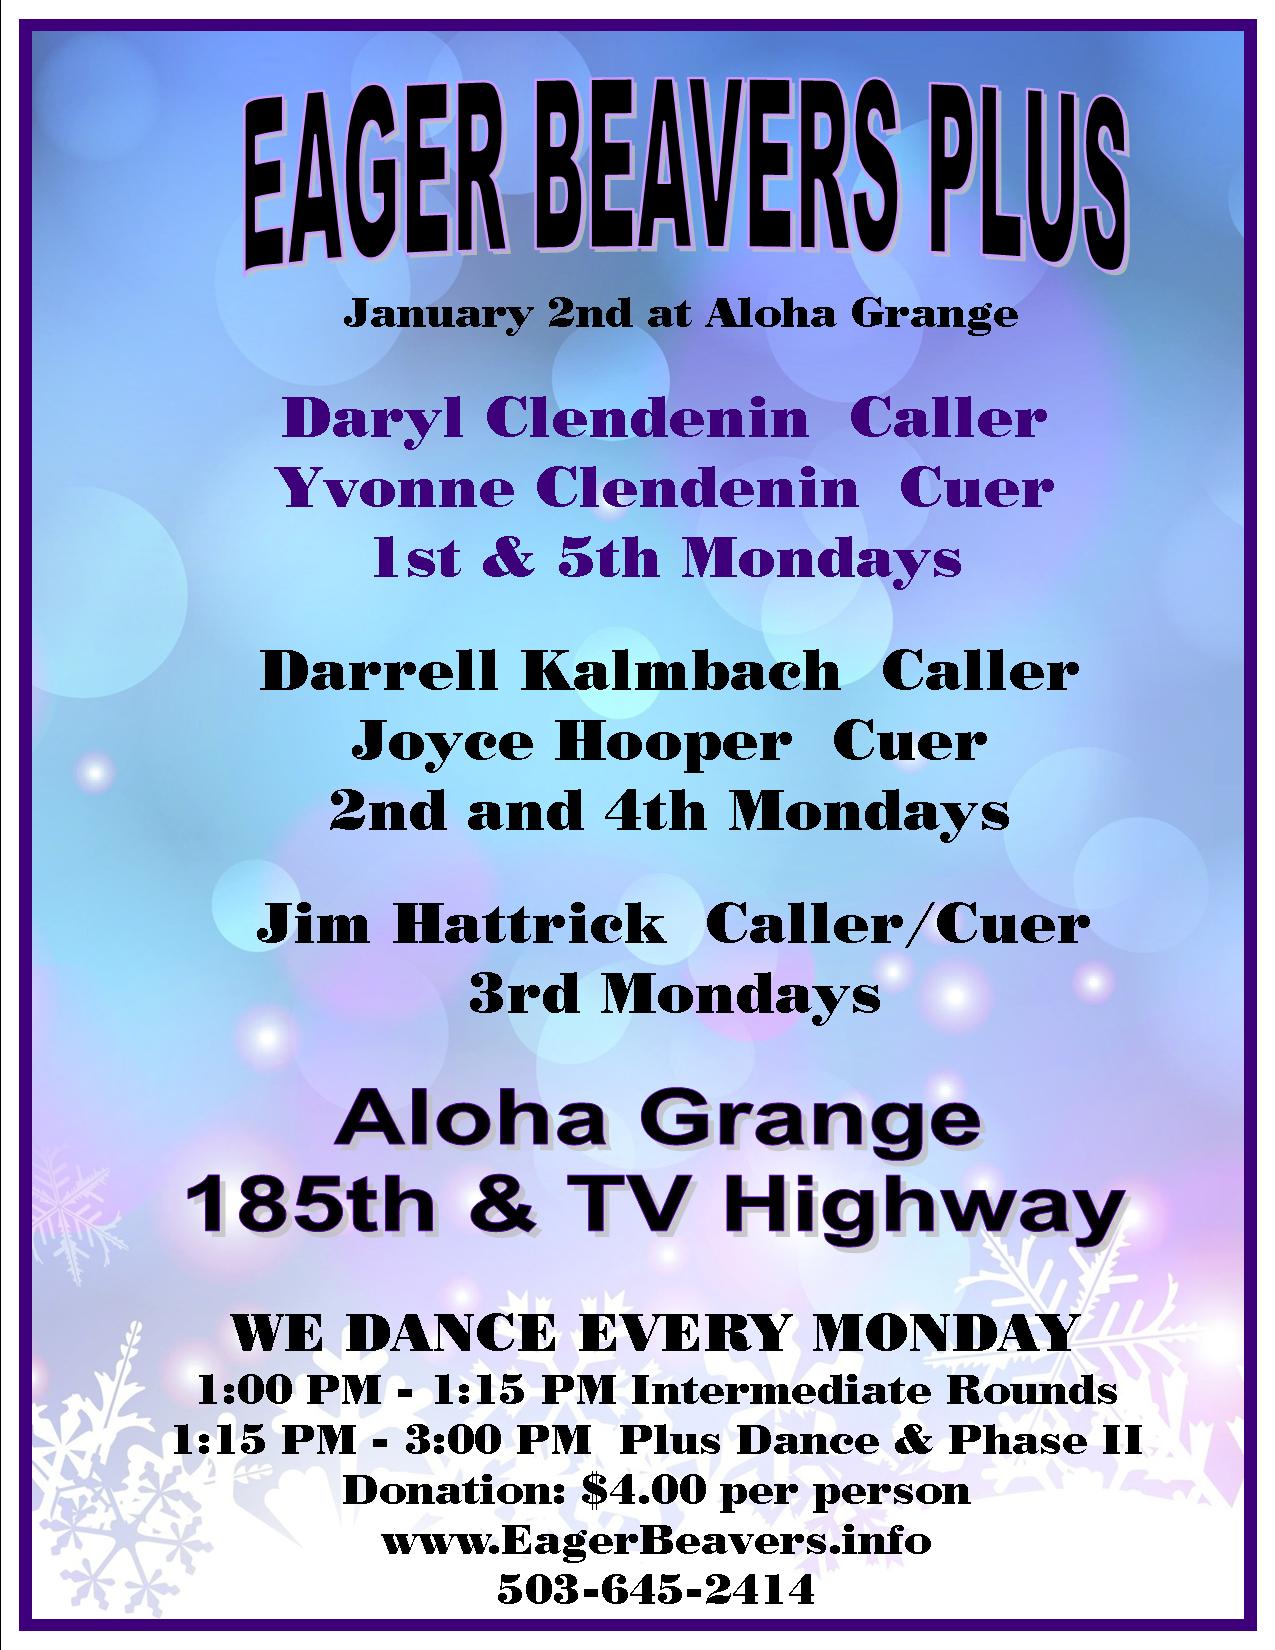 EAGER BEAVERS PLUS
January 2nd at Aloha Grange
Daryl Clendenin Caller
Yvonne Clendenin Cuer
1st & 5th Mondays
Darrell Kalmbach Caller
Joyce Hooper Cuer
2nd and 4th Mondays
Jim Hattrick Caller/Cuer
3rd Mondays
Aloha Grange
185th & TV Highway
WE DANCE EVERY MONDAY
1:00 PM - 1:15 PM Intermediate Rounds
1:15 PM - 3:00 PM Plus Dance & Phase II
Donation: $4.00 per person
www.EagerBeavers.info
503-645-2414